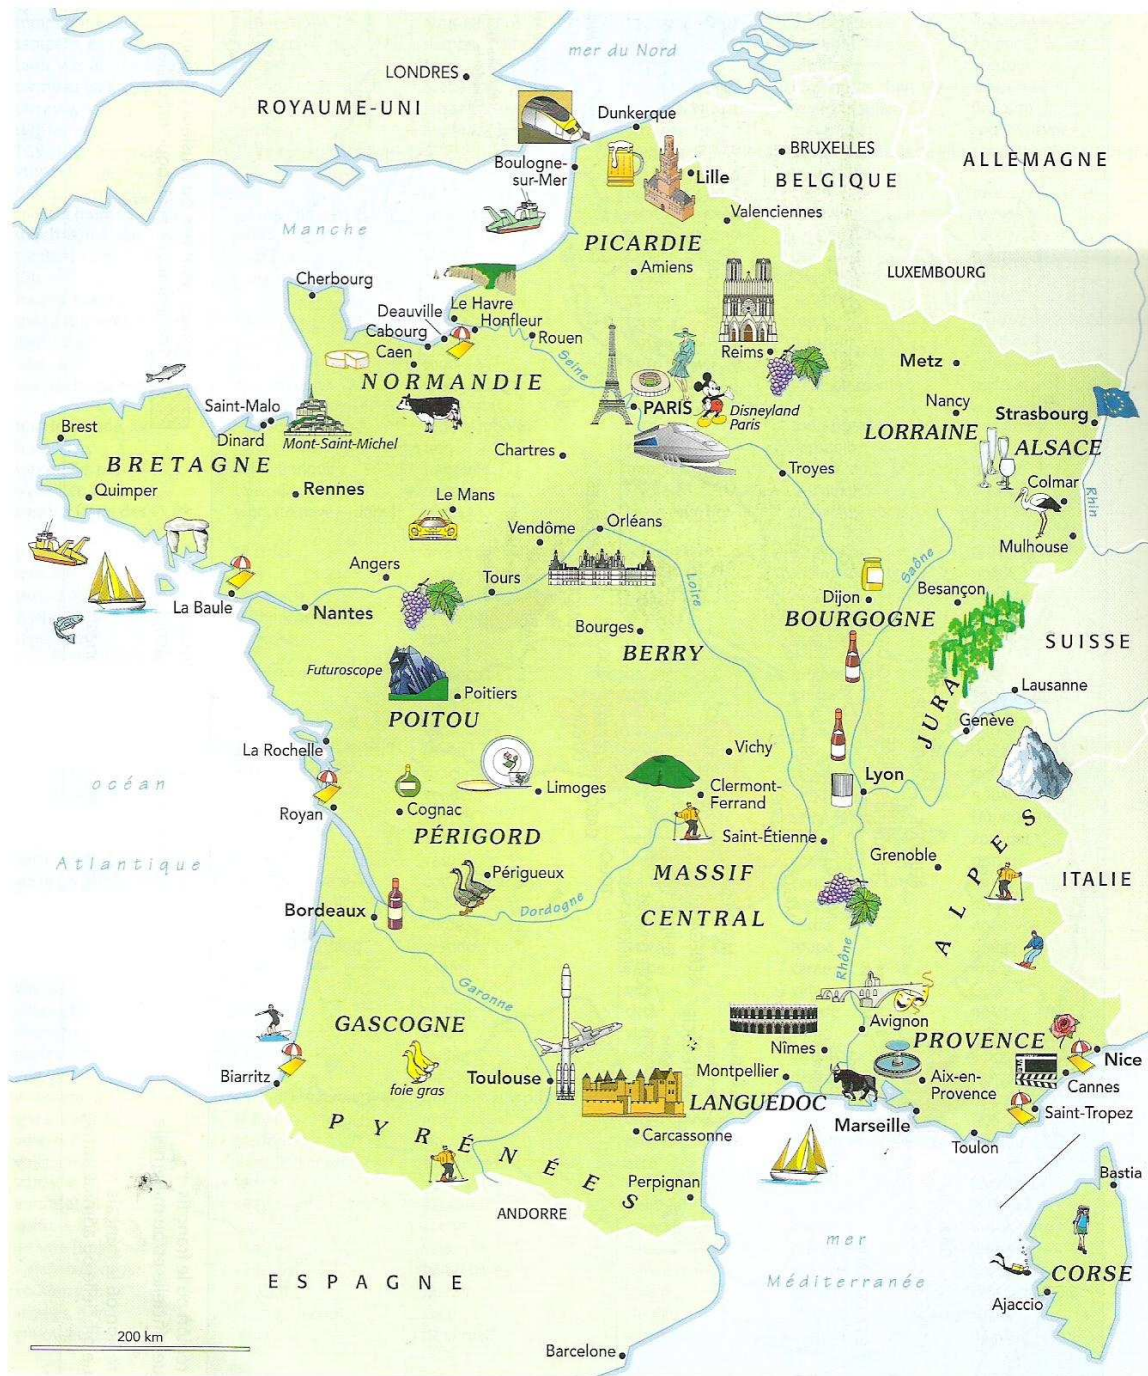 mer du Nord
LONDRES
ROYAUME-UNI
Dunkerque
BRUXELLES
ALLEMAGNE
Boulogne-
sur-Mer
Lille
BELGIQUE
Valenciennes
Manche
PICARDIE
Amiens
LUXEMBOURG
Cherbourg
Le Havre
Deauville
Honfleur
Cabourg
Rouen
Caen
Seine
Reims
Metz
NORMANDIE
PARIS
Disneyland
Paris
Nancy
Strasbourg
Saint-Malo
Dinard
Mont-Saint-Michel
Brest
LORRAINE
ALSACE
BRETAGNE
Chartres
Troyes
Colmar
Quimper
Rennes
Le Mans
Rhin
Vendôme
Orléans
Mulhouse
Angers
Tours
Loire
Saône
La Baule
Nantes
Dijon
Besançon
BOURGOGNE
Bourges
BERRY
SUISSE
Futuroscope
Poitiers
POITOU
JURA
Lausanne
Genève
La Rochelle
Vichy
océan
Limoges
Clermont-
Ferrand
Lyon
Royan
Cognac
PÉRIGORD
Saint-Étienne
ALPES
Atlantique
Grenoble
Périgueux
MASSIF
CENTRAL
ITALIE
Bordeaux
Dordogne
Rhône
Garonne
GASCOGNE
Avignon
PROVENCE
Nîmes
Nice
Biarritz
foie gras
Toulouse
Montpellier
Aix-en-
Provence
Cannes
LANGUEDOC
Marseille
Saint-Tropez
PYRÉNÉES
Carcassonne
Toulon
Perpignan
Bastia
ANDORRE
mer
Méditerranée
ESPAGNE
CORSE
Ajaccio
200 km
Barcelone